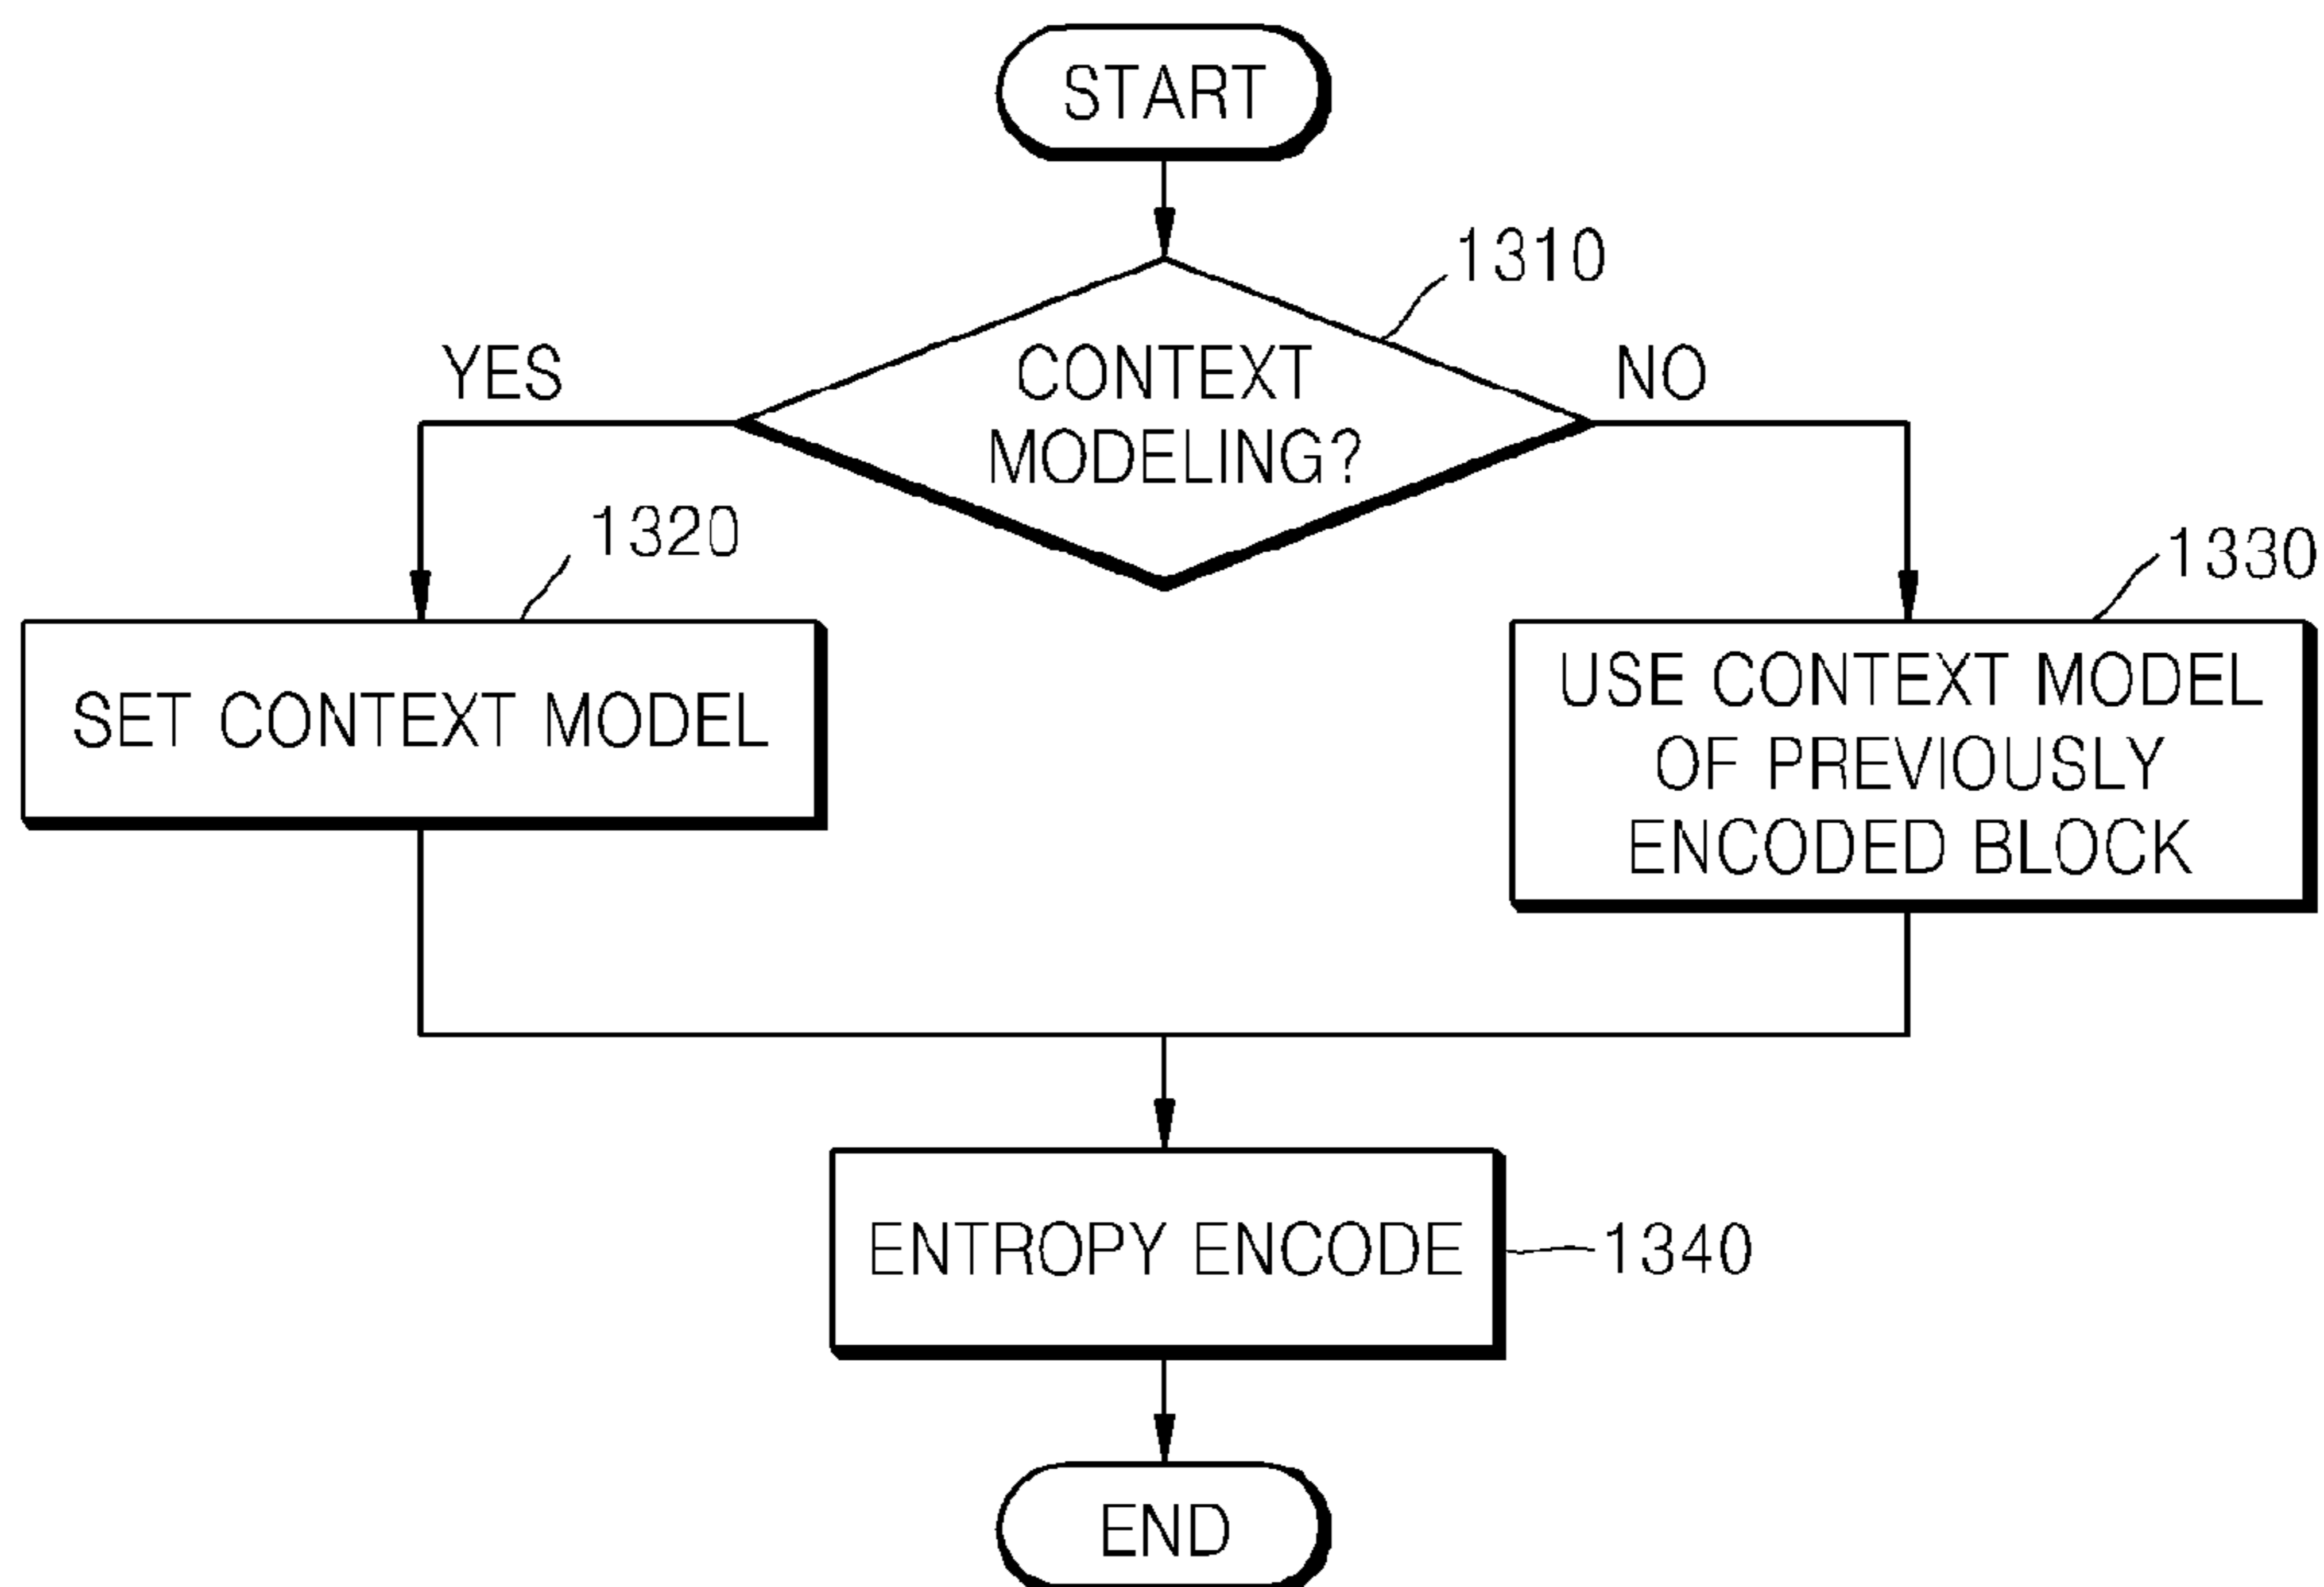 START
1310
YES
CONTEXT
MODELING?
NO
1320
SET CONTEXT MODEL
1330
USE CONTEXT MODEL
OF PREVIOUSLY
ENCODED BLOCK
ENTROPY ENCODE
1340
END